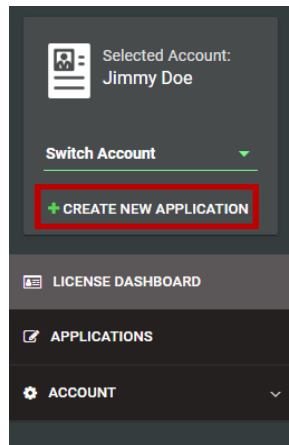 Selected Account:
Jimmy Doe
Switch Account
+ CREATE NEW APPLICATION
LICENSE DASHBOARD
APPLICATIONS
ACCOUNT